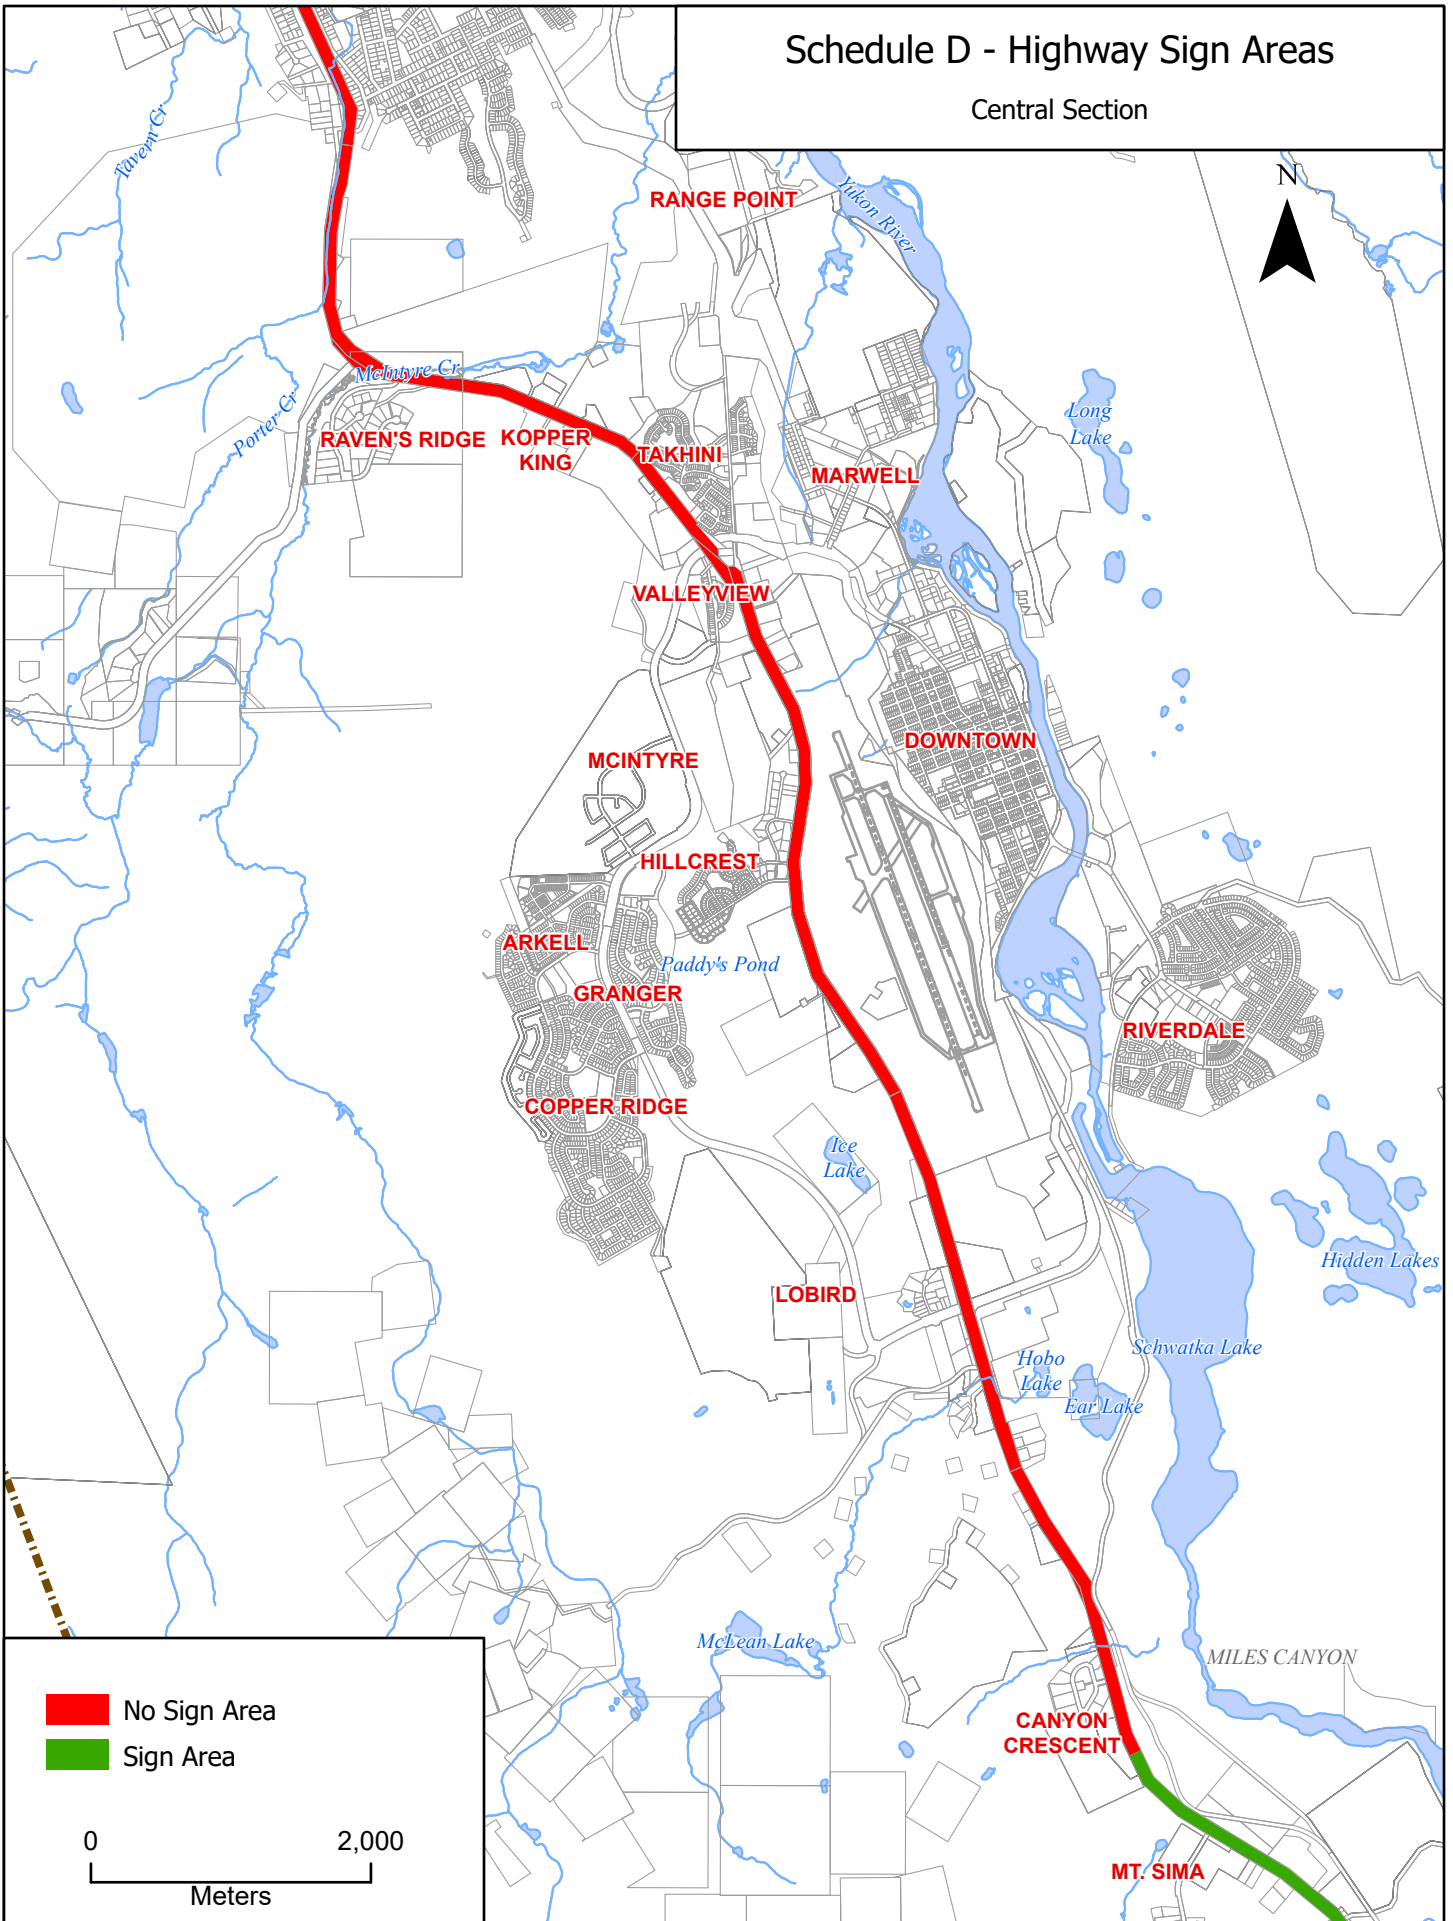 Schedule D - Highway Sign Areas
Central Section
N
Tavern Cr
RANGE POINT
Yukon River
McIntyre Cr
Long
Lake
Porter Cr
RAVEN'S RIDGE
KOPPER
KING
TAKHINI
MARWELL
VALLEYVIEW
DOWNTOWN
MCINTYRE
HILLCREST
ARKELL
Paddy's Pond
GRANGER
RIVERDALE
COPPER RIDGE
Ice
Lake
Hidden Lakes
LOBIRD
Schwatka Lake
Hobo
Lake
Ear Lake
McLean Lake
MILES CANYON
CANYON
CRESCENT
MT. SIMA
No Sign Area
Sign Area
0 2,000
Meters